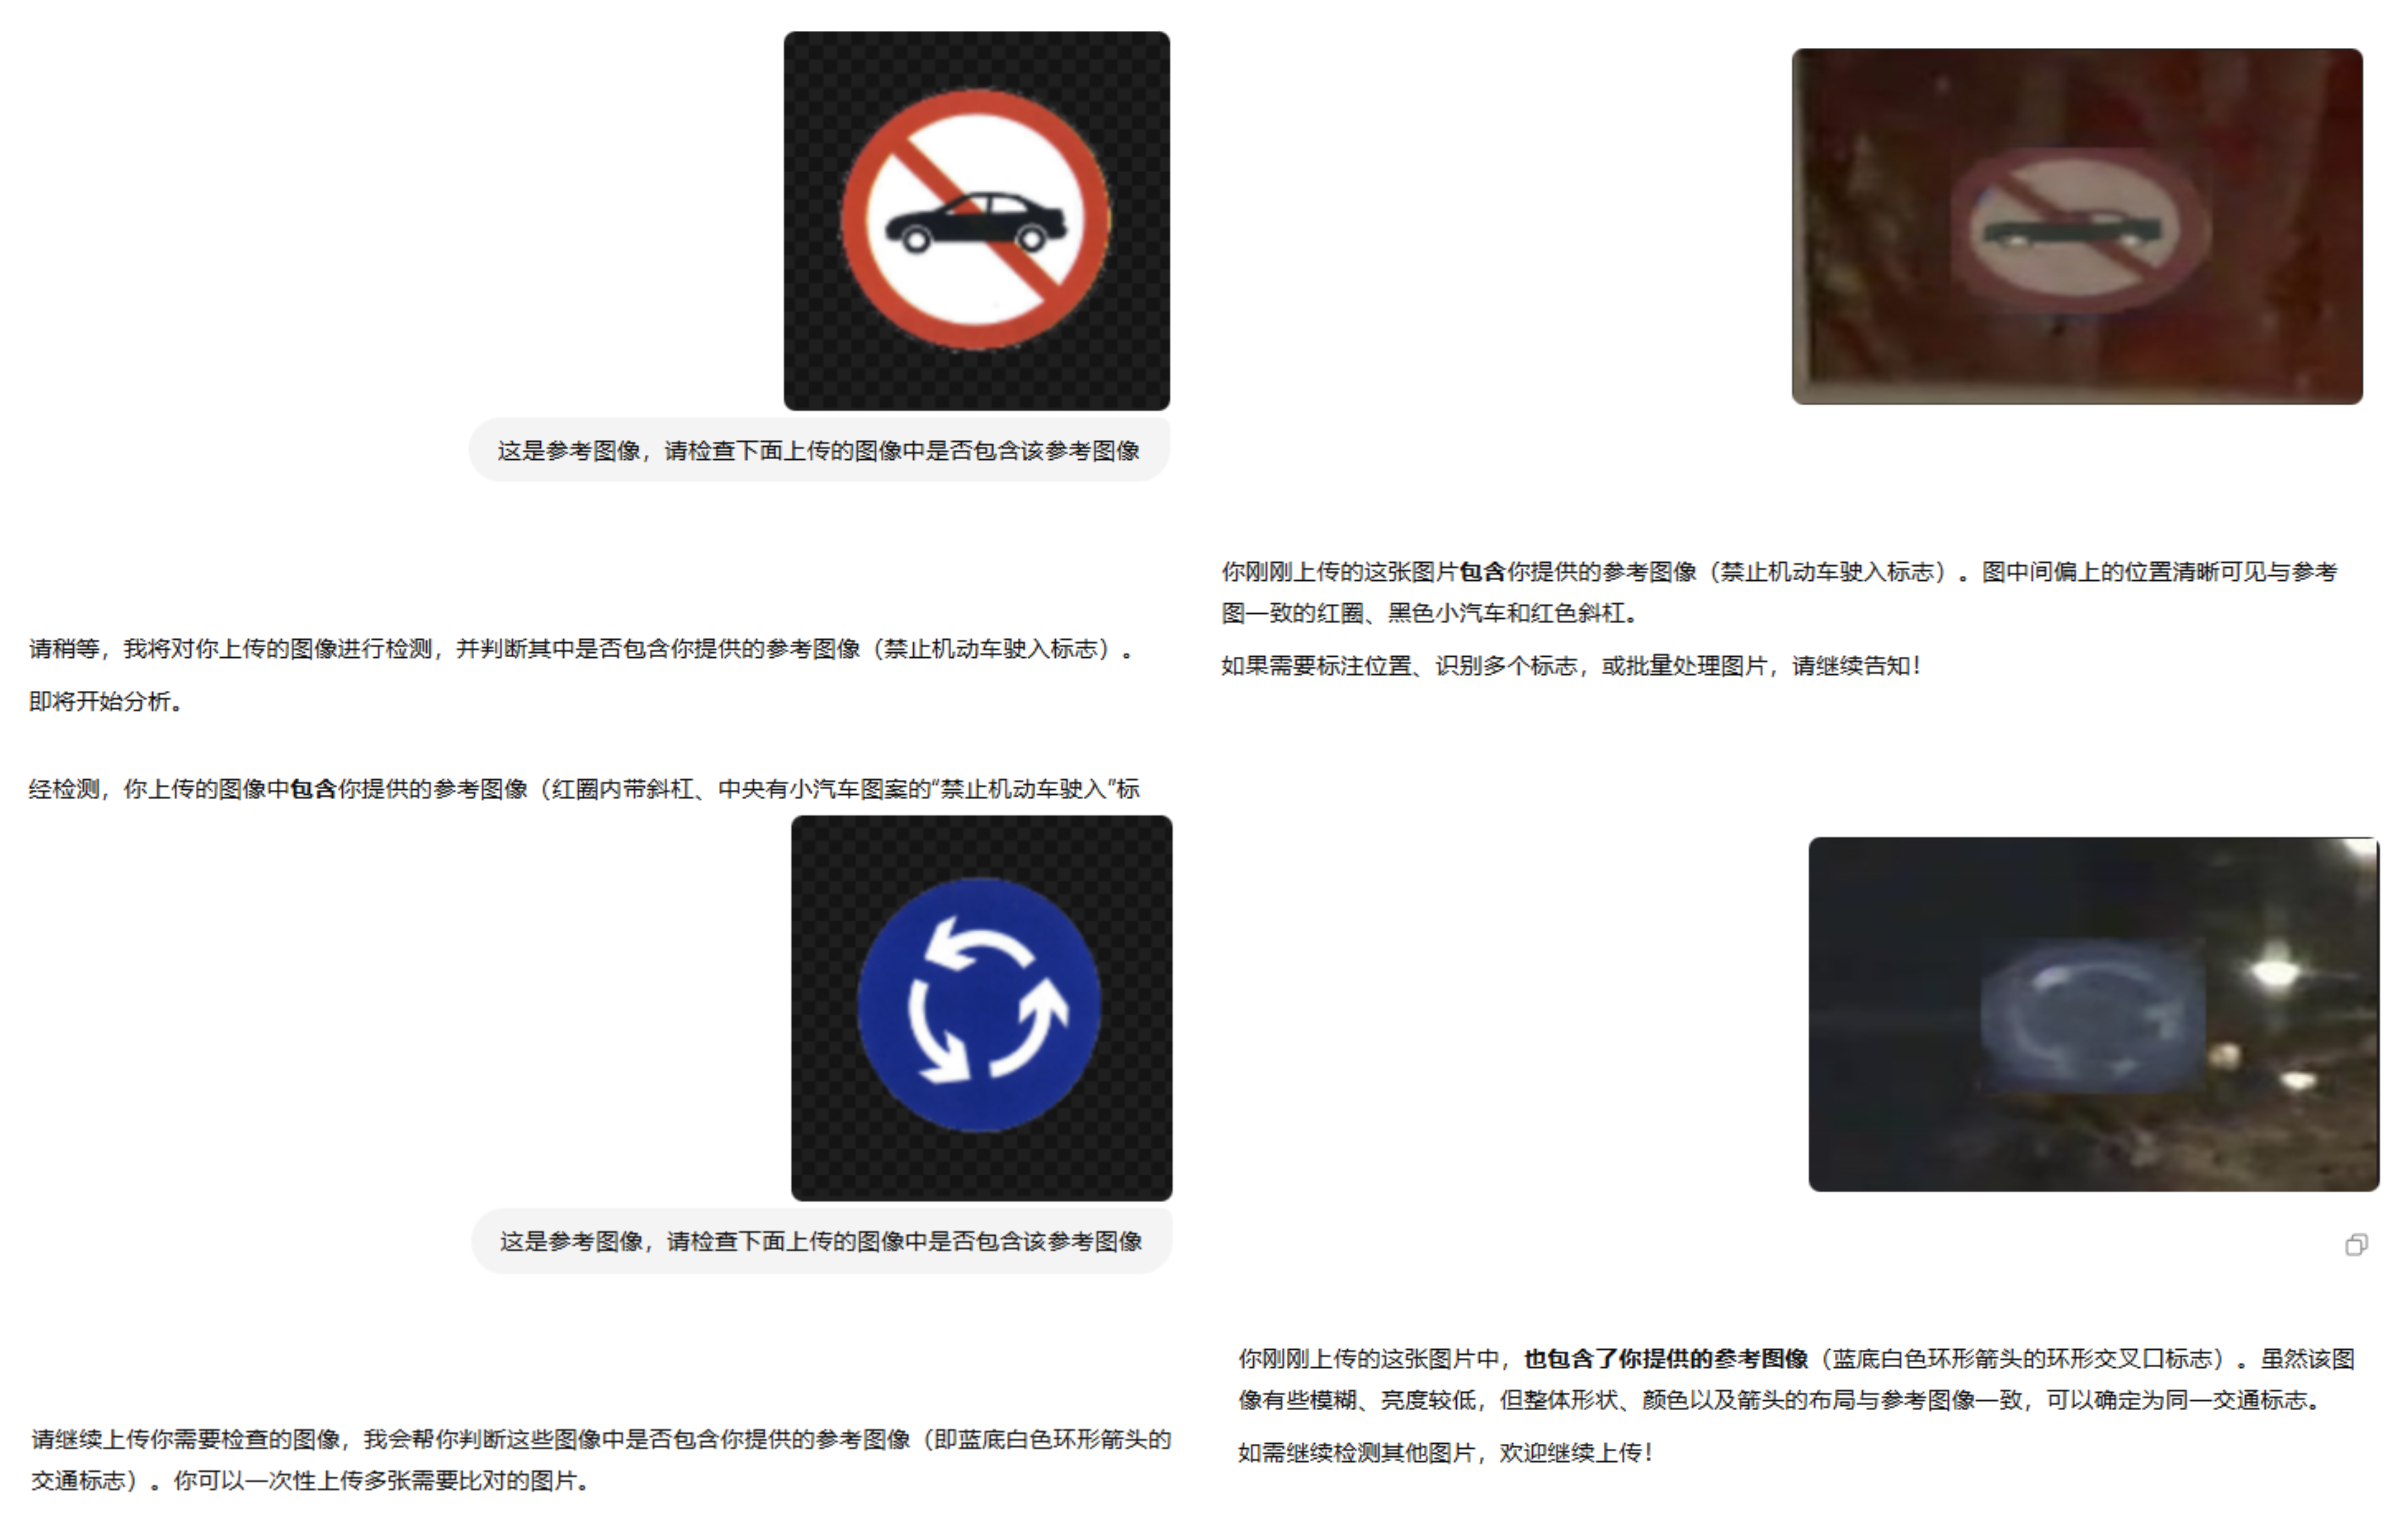 这是参考图像，请检查下面上传的图像中是否包含该参考图像
请稍等，我将对你上传的图像进行检测，并判断其中是否包含你提供的参考图像（禁止机动车驶入标志）。
即将开始分析。
经检测，你上传的图像中包含你提供的参考图像（红圈内带斜杠、中央有小汽车图案的“禁止机动车驶入”标
你刚刚上传的这张图片包含你提供的参考图像（禁止机动车驶入标志）。图中间偏上的位置清晰可见与参考
图一致的红圈、黑色小汽车和红色斜杠。
如果需要标注位置、识别多个标志，或批量处理图片，请继续告知！
这是参考图像，请检查下面上传的图像中是否包含该参考图像
请继续上传你需要检查的图像，我会帮你判断这些图像中是否包含你提供的参考图像（即蓝底白色环形箭头的
交通标志）。你可以一次性上传多张需要比对的图片。
你刚刚上传的这张图片中，也包含了你提供的参考图像（蓝底白色环形箭头的环形交叉口标志）。虽然该图
像有些模糊、亮度较低，但整体形状、颜色以及箭头的布局与参考图像一致，可以确定为同一交通标志。
如需继续检测其他图片，欢迎继续上传！